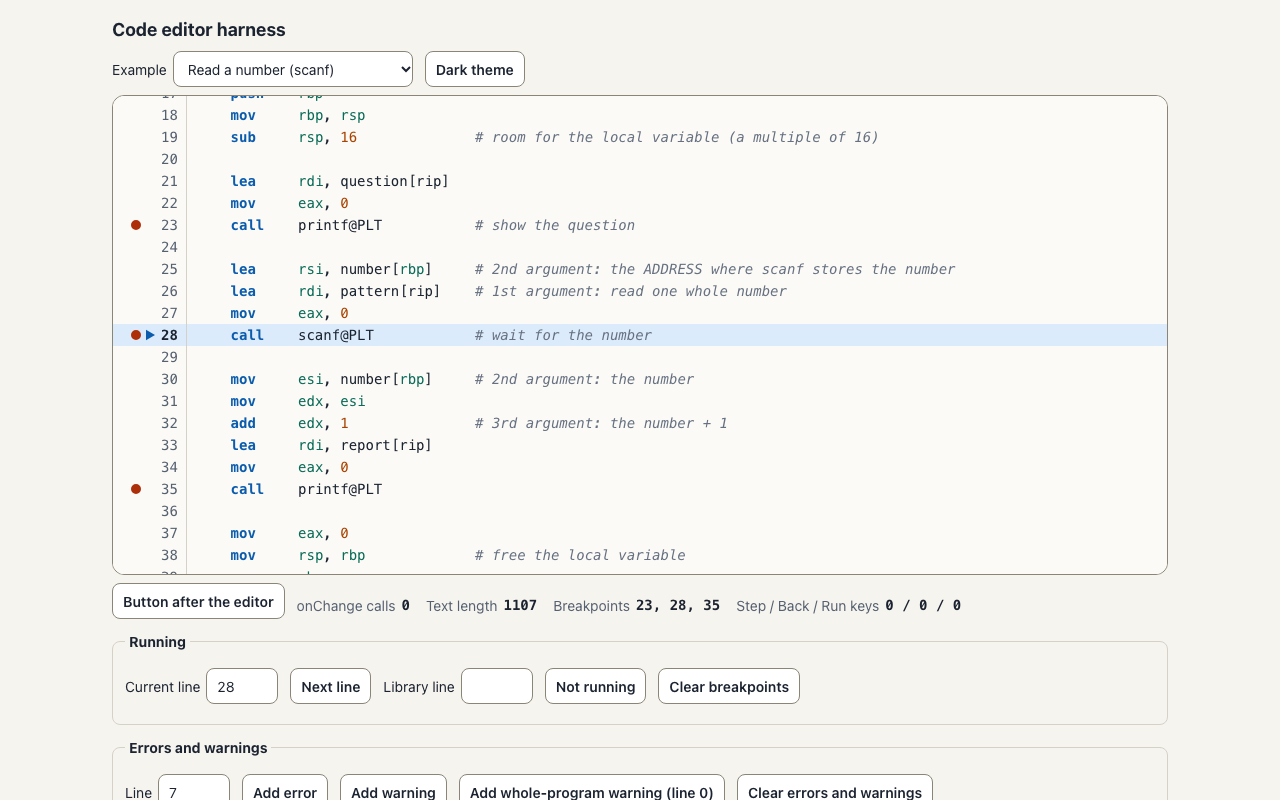 Code editor harness
Example Read a number (scanf) Dark theme
17 push rbp
18 mov rbp, rsp
19 sub rsp, 16 # room for the local variable (a multiple of 16)
20
21 lea rdi, question[rip]
22 mov eax, 0
23 call printf@PLT # show the question
24
25 lea rsi, number[rbp] # 2nd argument: the ADDRESS where scanf stores the number
26 lea rdi, pattern[rip] # 1st argument: read one whole number
27 mov eax, 0
28 call scanf@PLT # wait for the number
29
30 mov esi, number[rbp] # 2nd argument: the number
31 mov edx, esi
32 add edx, 1 # 3rd argument: the number + 1
33 lea rdi, report[rip]
34 mov eax, 0
35 call printf@PLT
36
37 mov eax, 0
38 mov rsp, rbp # free the local variable
Button after the editor onChange calls 0 Text length 1107 Breakpoints 23, 28, 35 Step / Back / Run keys 0 / 0 / 0
Running
Current line 28 Next line Library line Not running Clear breakpoints
Errors and warnings
Line 7 Add error Add warning Add whole-program warning (line 0) Clear errors and warnings